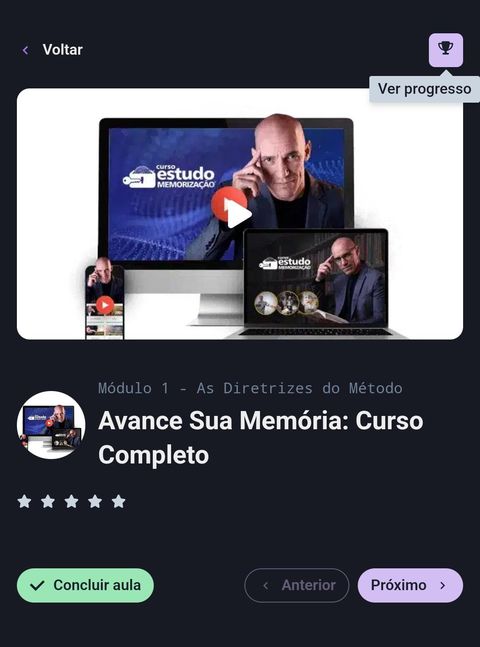 Voltar
Ver progresso
curso
estudo
MEMORIZAÇÃO
curso
estudo
MEMORIZAÇÃO
Módulo 1 - As Diretrizes do Método
Avance Sua Memória: Curso
Completo
Concluir aula
Anterior
Próximo